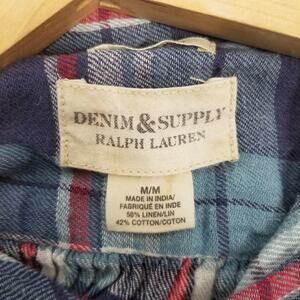 DENIM & SUPPLY
RALPH LAUREN
M/M
MADE IN INDIA/
FABRIQUÉ EN INDE
58% LINEN/LIN
42% COTTON/COTON